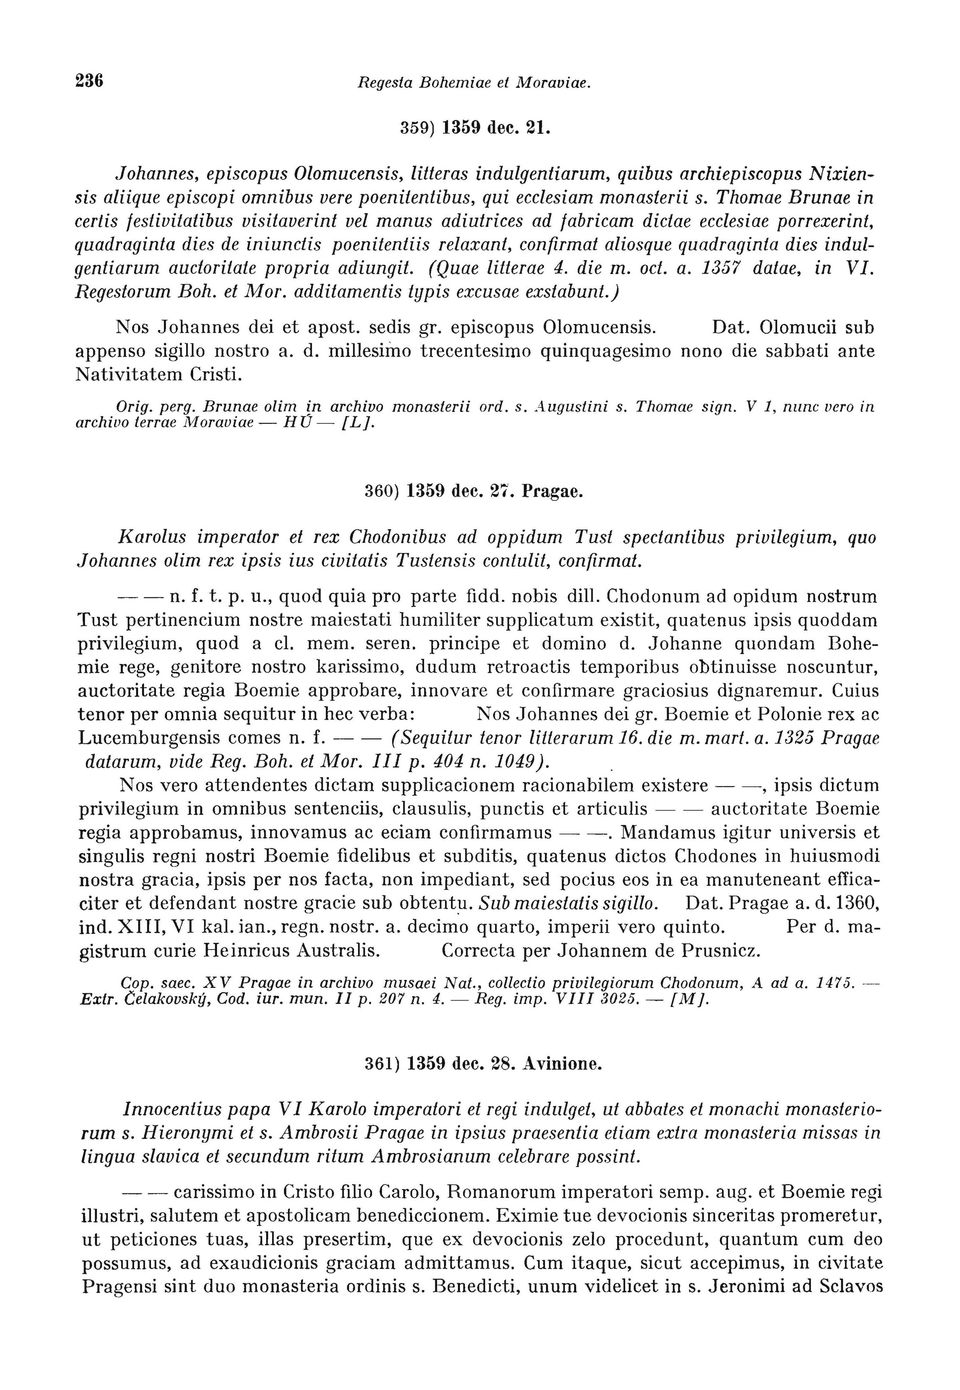 236 Regesta Bohemiae et Moraviae.
359) 1359 dec. 21.
Johannes, episcopus Olomucensis, litteras indulgentiarum, quibus archiepiscopus Nixien-
sis aliique episcopi omnibus vere poenitentibus, qui ecclesiam monasterii s. Thomae Brunae in
certis festivitatibus visitaverint vel manus adiutrices ad fabricam dictae ecclesiae porrexerint,
quadraginta dies de iniunctis poenitentiis relaxant, confirmat aliosque quadraginta dies indul-
gentiarum auctoritate propria adiungit. (Quae litterae 4. die m. oct. a. 1357 datae, in VI.
Regestorum Boh. et Mor. additamentis typis excusae exstabunt.)
Nos Johannes dei et apost. sedis gr. episcopus Olomucensis. Dat. Olomucii sub
appenso sigillo nostro a. d. millesimo trecentesimo quinquagesimo nono die sabbati ante
Nativitatem Cristi.
Orig. perg. Brunae olim in archivo monasterii ord. s. Augustini s. Thomae sign. V 1, nunc vero in
archivo terrae Moraviae — HÚ — [L].
360) 1359 dec. 27. Pragae.
Karolus imperator et rex Chodonibus ad oppidum Tust spectantibus privilegium, quo
Johannes olim rex ipsis ius civitatis Tustensis contulit, confirmat.
— — n. f. t. p. u., quod quia pro parte fidd. nobis dill. Chodonum ad opidum nostrum
Tust pertinencium nostre maiestati humiliter supplicatum existit, quatenus ipsis quoddam
privilegium, quod a cl. mem. seren. principe et domino d. Johanne quondam Bohe-
mie rege, genitore nostro karissimo, dudum retroactis temporibus obtinuisse noscuntur,
auctoritate regia Boemie approbare, innovare et confirmare graciosius dignaremur. Cuius
tenor per omnia sequitur in hec verba: Nos Johannes dei gr. Boemie et Polonie rex ac
Lucemburgensis comes n. f. — — (Sequitur tenor litterarum 16. die m. mart. a. 1325 Pragae
datarum, vide Reg. Boh. et Mor. III p. 404 n. 1049).
Nos vero attendentes dictam supplicacionem racionabilem existere — —, ipsis dictum
privilegium in omnibus sentenciis, clausulis, punctis et articulis — — auctoritate Boemie
regia approbamus, innovamus ac eciam confirmamus — —. Mandamus igitur universis et
singulis regni nostri Boemie fidelibus et subditis, quatenus dictos Chodones in huiusmodi
nostra gracia, ipsis per nos facta, non impediant, sed pocius eos in ea manuteneant effica-
citer et defendant nostre gracie sub obtentu. Sub maiestatis sigillo. Dat. Pragae a. d. 1360,
ind. XIII, VI kal. ian., regn. nostr. a. decimo quarto, imperii vero quinto. Per d. ma-
gistrum curie Heinricus Australis. Correcta per Johannem de Prusnicz.
Cop. saec. XV Pragae in archivo musaei Nat., collectio privilegiorum Chodonum, A ad a. 1475. —
Extr. Čelakovský, Cod. iur. mun. II p. 207 n. 4. — Reg. imp. VIII 3025. — [M].
361) 1359 dec. 28. Avinione.
Innocentius papa VI Karolo imperatori et regi indulget, ut abbates et monachi monasterio-
rum s. Hieronymi et s. Ambrosii Pragae in ipsius praesentia etiam extra monasteria missas in
lingua slavica et secundum ritum Ambrosianum celebrare possint.
— — carissimo in Cristo filio Carolo, Romanorum imperatori semp. aug. et Boemie regi
illustri, salutem et apostolicam benediccionem. Eximie tue devocionis sinceritas promeretur,
ut peticiones tuas, illas presertim, que ex devocionis zelo procedunt, quantum cum deo
possumus, ad exaudicionis graciam admittamus. Cum itaque, sicut accepimus, in civitate
Pragensi sint duo monasteria ordinis s. Benedicti, unum videlicet in s. Jeronimi ad Sclavos